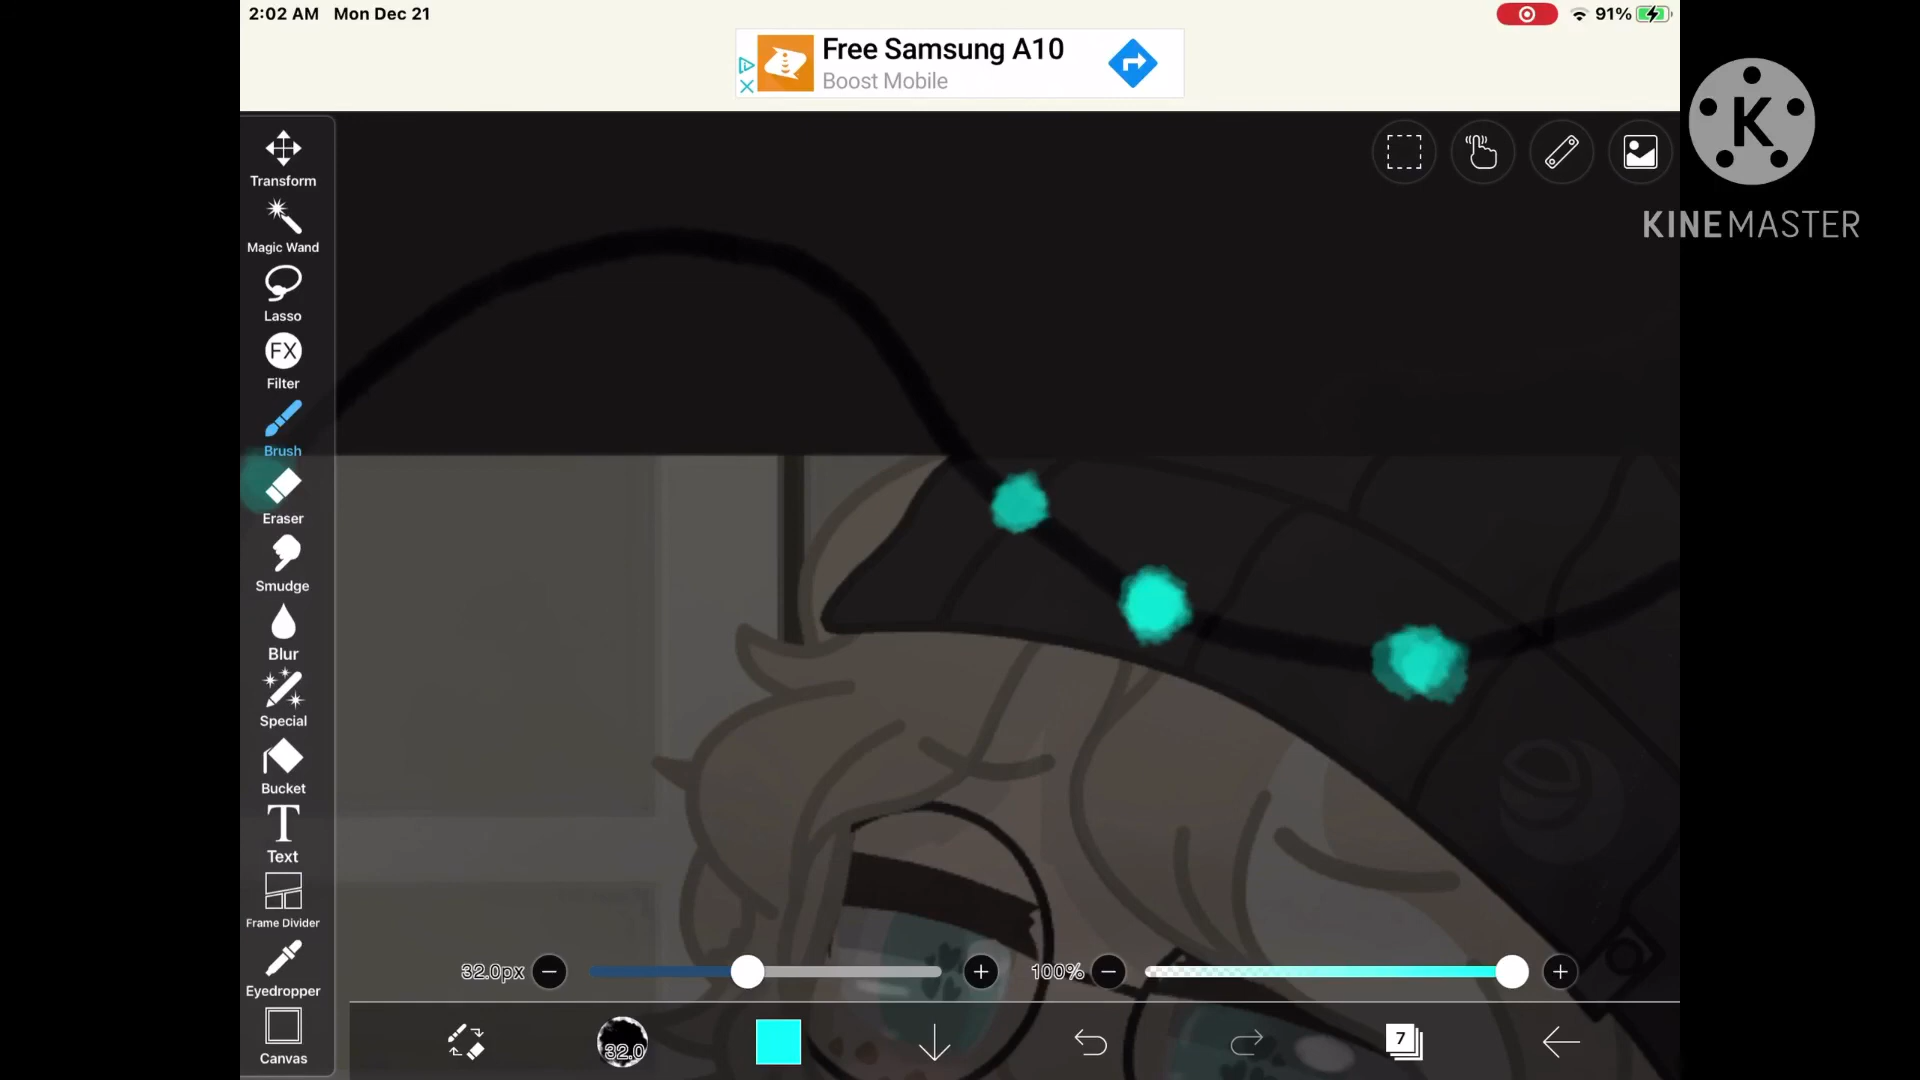 2:02 AM Mon Dec 21
91%
Free Samsung A10
Boost Mobile
K
KINEMASTER
Transform
Magic Wand
Lasso
FX
Filter
Brush
Eraser
Smudge
Blur
Special
Bucket
T
Text
Frame Divider
Eyedropper
Canvas
32.0px
100%
32.0
7